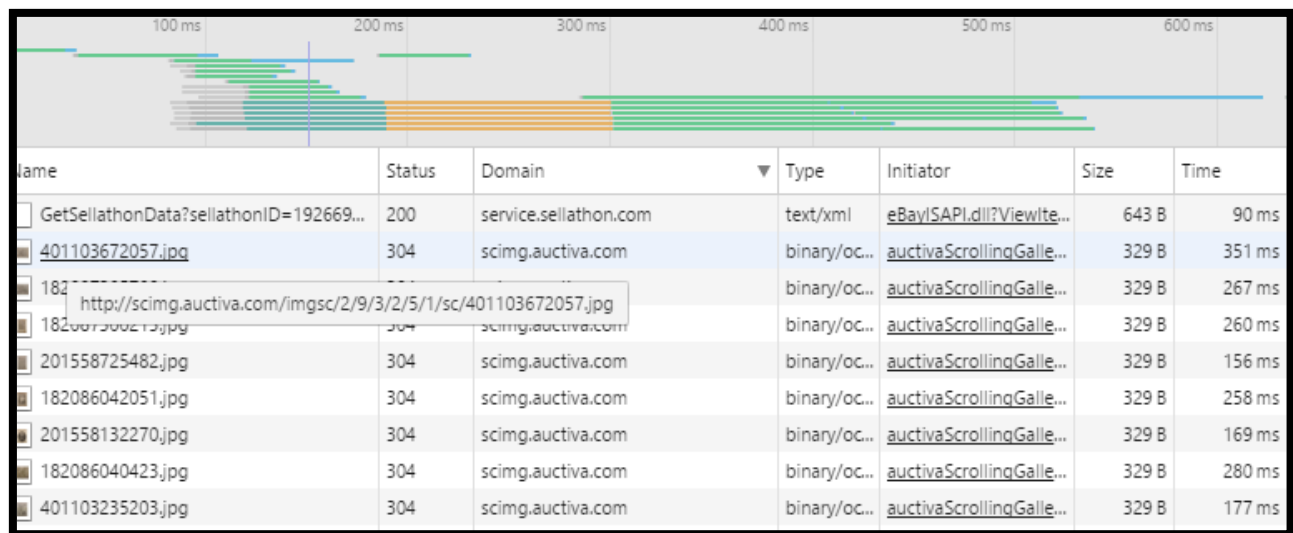 100 ms 200 ms 300 ms 400 ms 500 ms 600 ms
Name Status Domain ▼ Type Initiator Size Time
GetSellathonData?sellathonID=192669... 200 service.sellathon.com text/xml eBayISAPI.dll?ViewIte... 643 B 90 ms
401103672057.jpg 304 scimg.auctiva.com binary/oc... auctivaScrollingGalle... 329 B 351 ms
binary/oc... auctivaScrollingGalle... 329 B 267 ms
http://scimg.auctiva.com/imgsc/2/9/3/2/5/1/sc/401103672057.jpg
304 scimg.auctiva.com binary/oc... auctivaScrollingGalle... 329 B 260 ms
201558725482.jpg 304 scimg.auctiva.com binary/oc... auctivaScrollingGalle... 329 B 156 ms
182086042051.jpg 304 scimg.auctiva.com binary/oc... auctivaScrollingGalle... 329 B 258 ms
201558132270.jpg 304 scimg.auctiva.com binary/oc... auctivaScrollingGalle... 329 B 169 ms
182086040423.jpg 304 scimg.auctiva.com binary/oc... auctivaScrollingGalle... 329 B 280 ms
401103235203.jpg 304 scimg.auctiva.com binary/oc... auctivaScrollingGalle... 329 B 177 ms